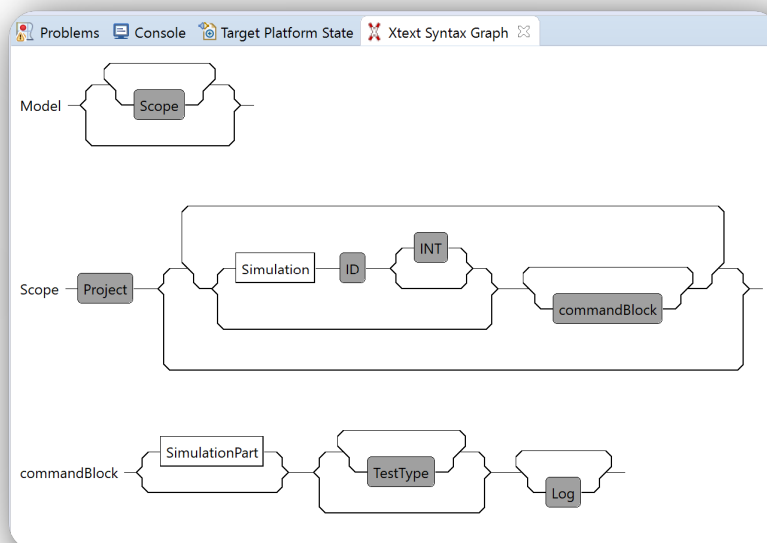 Problems Console Target Platform State Xtext Syntax Graph
Model Scope
Scope Project Simulation ID INT commandBlock
commandBlock SimulationPart TestType Log